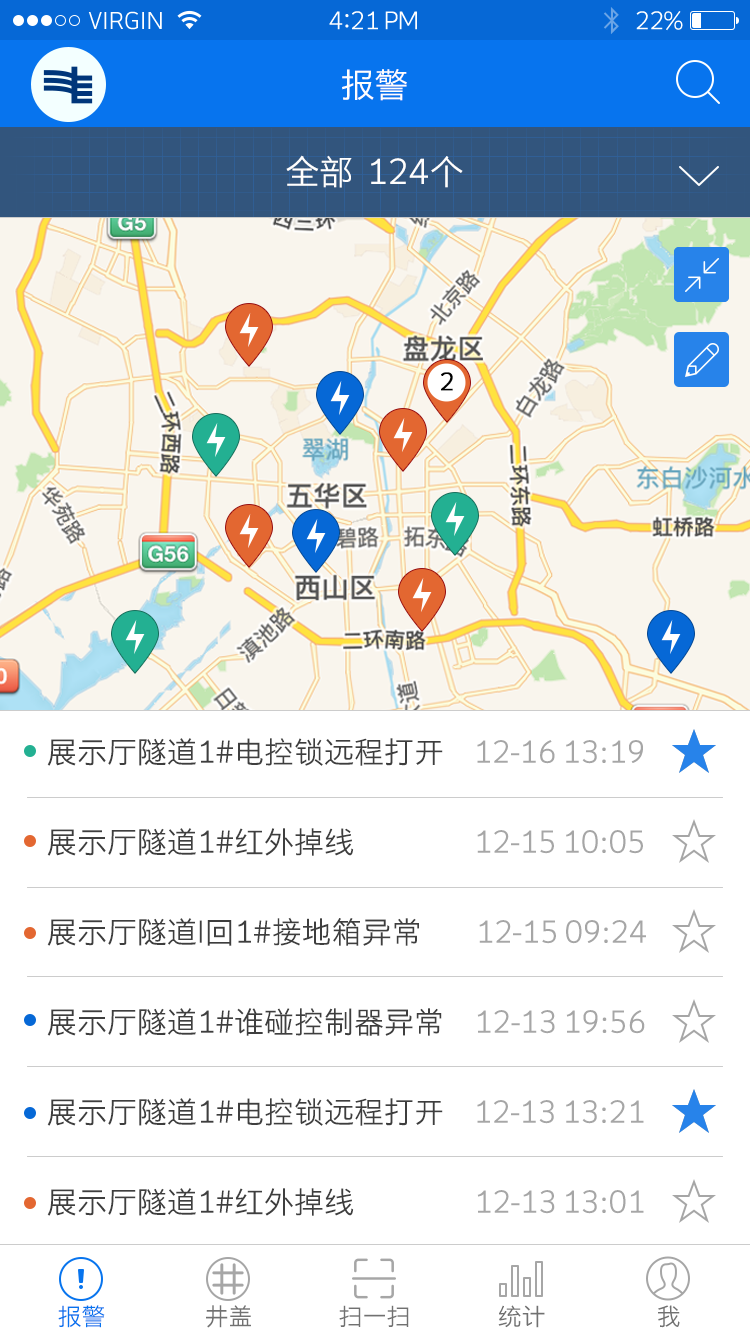 VIRGIN 4:21 PM 22%
报警
全部 124个
G5
西三环
北京路
盘龙区
2
白龙路
二环西路
翠湖
二环东路
东白沙河水
五华区
华苑路
碧路
拓东
虹桥路
G56
西山区
滇池路
二环南路
0
大道
展示厅隧道1#电控锁远程打开 12-16 13:19
展示厅隧道1#红外掉线 12-15 10:05
展示厅隧道I回1#接地箱异常 12-15 09:24
展示厅隧道1#谁碰控制器异常 12-13 19:56
展示厅隧道1#电控锁远程打开 12-13 13:21
展示厅隧道1#红外掉线 12-13 13:01
报警 井盖 扫一扫 统计 我